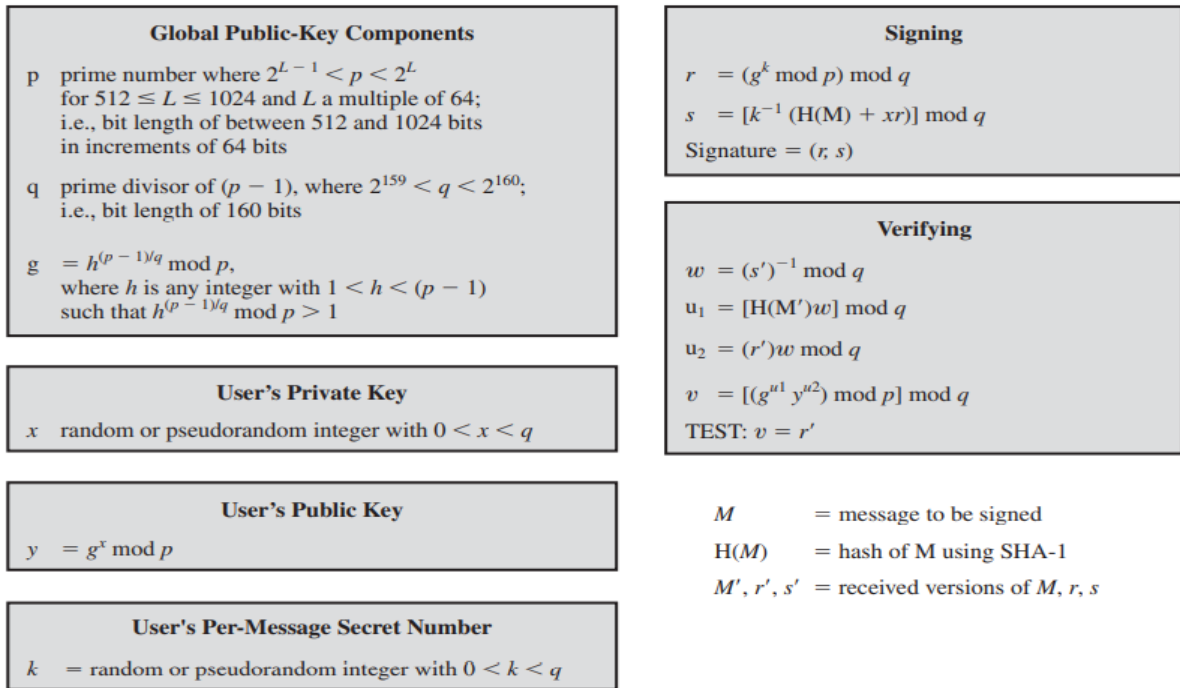 Global Public-Key Components
p prime number where 2^{L – 1} < p < 2^{L}
for 512 ≤ L ≤ 1024 and L a multiple of 64;
i.e., bit length of between 512 and 1024 bits
in increments of 64 bits
q prime divisor of (p – 1), where 2^{159} < q < 2^{160};
i.e., bit length of 160 bits
g = h^{(p – 1)/q} mod p,
where h is any integer with 1 < h < (p – 1)
such that h^{(p – 1)/q} mod p > 1
User's Private Key
x random or pseudorandom integer with 0 < x < q
User's Public Key
y = g^{x} mod p
User's Per-Message Secret Number
k = random or pseudorandom integer with 0 < k < q
Signing
r = (g^{k} mod p) mod q
s = [k^{–1} (H(M) + xr)] mod q
Signature = (r, s)
Verifying
w = (s′)^{–1} mod q
u₁ = [H(M′)w] mod q
u₂ = (r′)w mod q
v = [(g^{u1} y^{u2}) mod p] mod q
TEST: v = r′
M = message to be signed
H(M) = hash of M using SHA-1
M′, r′, s′ = received versions of M, r, s